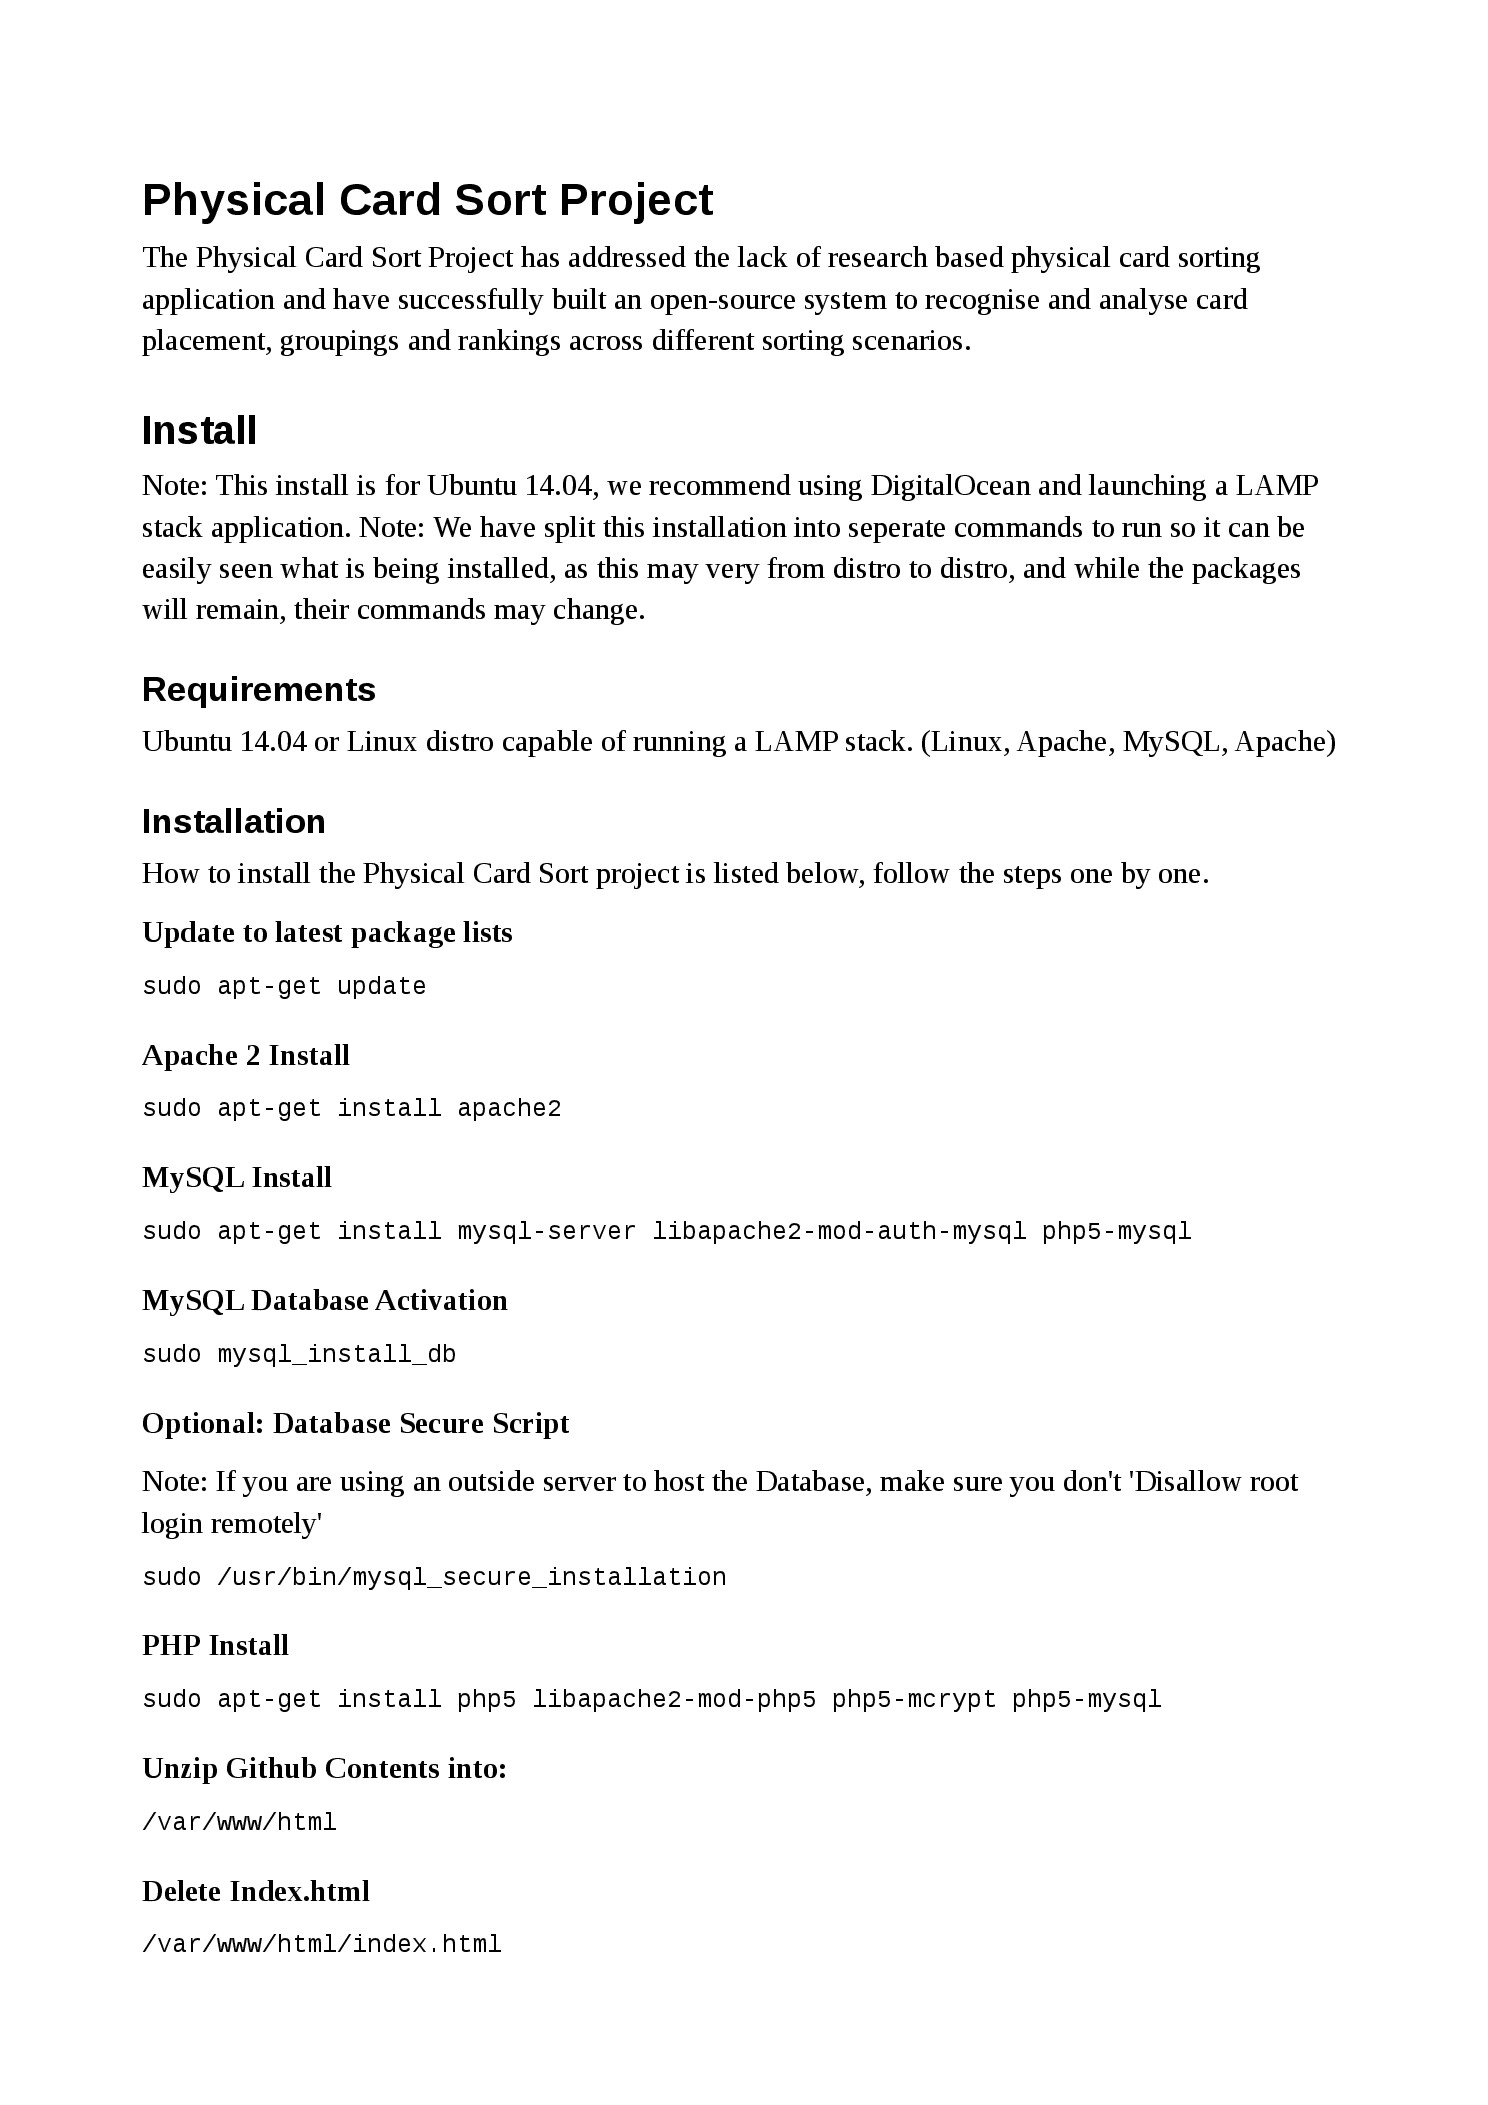 Physical Card Sort Project
The Physical Card Sort Project has addressed the lack of research based physical card sorting
application and have successfully built an open-source system to recognise and analyse card
placement, groupings and rankings across different sorting scenarios.
Install
Note: This install is for Ubuntu 14.04, we recommend using DigitalOcean and launching a LAMP
stack application. Note: We have split this installation into seperate commands to run so it can be
easily seen what is being installed, as this may very from distro to distro, and while the packages
will remain, their commands may change.
Requirements
Ubuntu 14.04 or Linux distro capable of running a LAMP stack. (Linux, Apache, MySQL, Apache)
Installation
How to install the Physical Card Sort project is listed below, follow the steps one by one.
Update to latest package lists
sudo apt-get update
Apache 2 Install
sudo apt-get install apache2
MySQL Install
sudo apt-get install mysql-server libapache2-mod-auth-mysql php5-mysql
MySQL Database Activation
sudo mysql_install_db
Optional: Database Secure Script
Note: If you are using an outside server to host the Database, make sure you don't 'Disallow root
login remotely'
sudo /usr/bin/mysql_secure_installation
PHP Install
sudo apt-get install php5 libapache2-mod-php5 php5-mcrypt php5-mysql
Unzip Github Contents into:
/var/www/html
Delete Index.html
/var/www/html/index.html